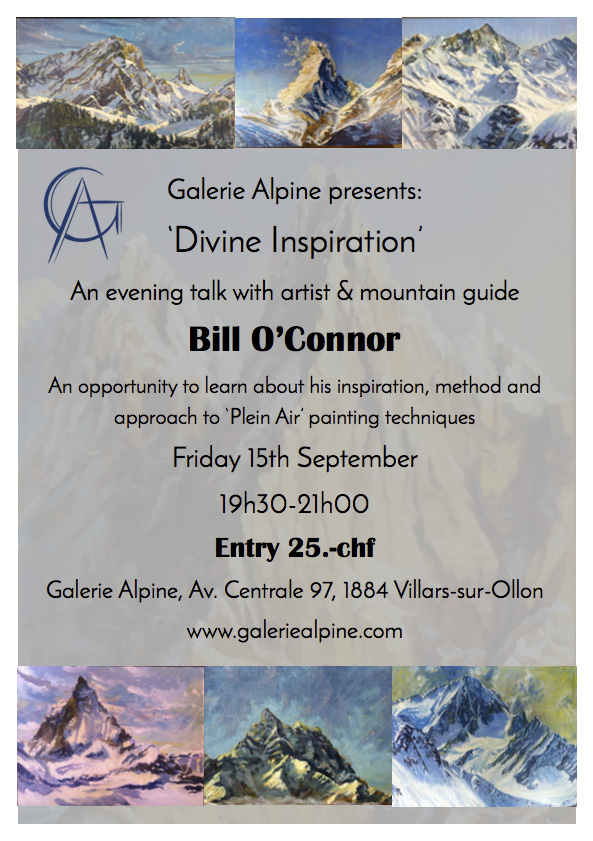 GA
Galerie Alpine presents:
‘Divine Inspiration’
An evening talk with artist & mountain guide
Bill O’Connor
An opportunity to learn about his inspiration, method and
approach to ‘Plein Air’ painting techniques
Friday 15th September
19h30-21h00
Entry 25.-chf
Galerie Alpine, Av. Centrale 97, 1884 Villars-sur-Ollon
www.galeriealpine.com